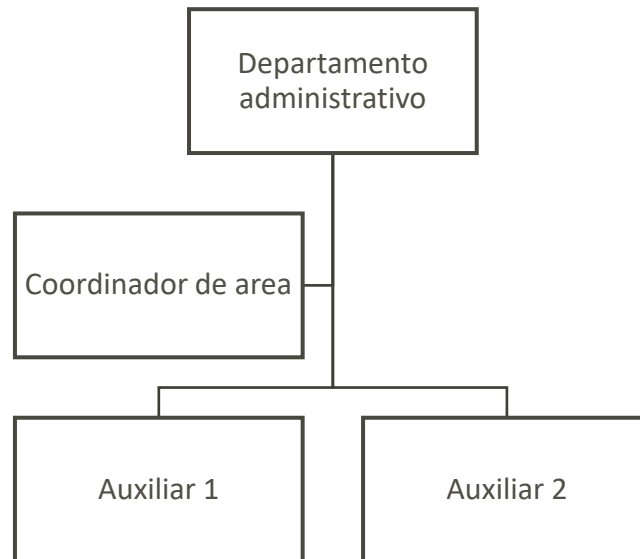 Departamento
administrativo
Coordinador de area
Auxiliar 1
Auxiliar 2